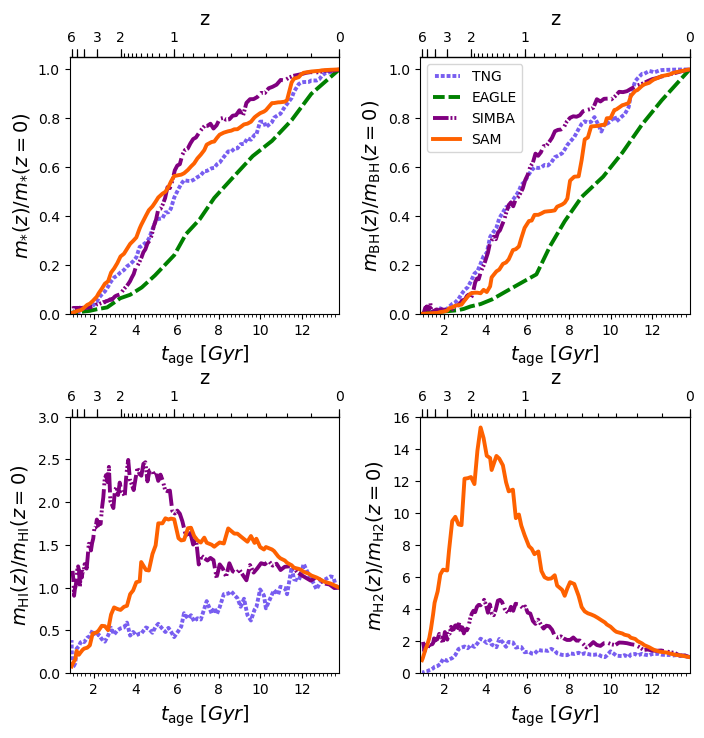 z
6 3 2 1 0
1.0
0.8
0.6
0.4
0.2
0.0
m*(z)/m*(z = 0)
2 4 6 8 10 12
t_age [Gyr]
z
6 3 2 1 0
TNG
EAGLE
SIMBA
SAM
1.0
0.8
0.6
0.4
0.2
0.0
m_BH(z)/m_BH(z = 0)
2 4 6 8 10 12
t_age [Gyr]
z
6 3 2 1 0
3.0
2.5
2.0
1.5
1.0
0.5
0.0
m_HI(z)/m_HI(z = 0)
2 4 6 8 10 12
t_age [Gyr]
z
6 3 2 1 0
16
14
12
10
8
6
4
2
0
m_H2(z)/m_H2(z = 0)
2 4 6 8 10 12
t_age [Gyr]